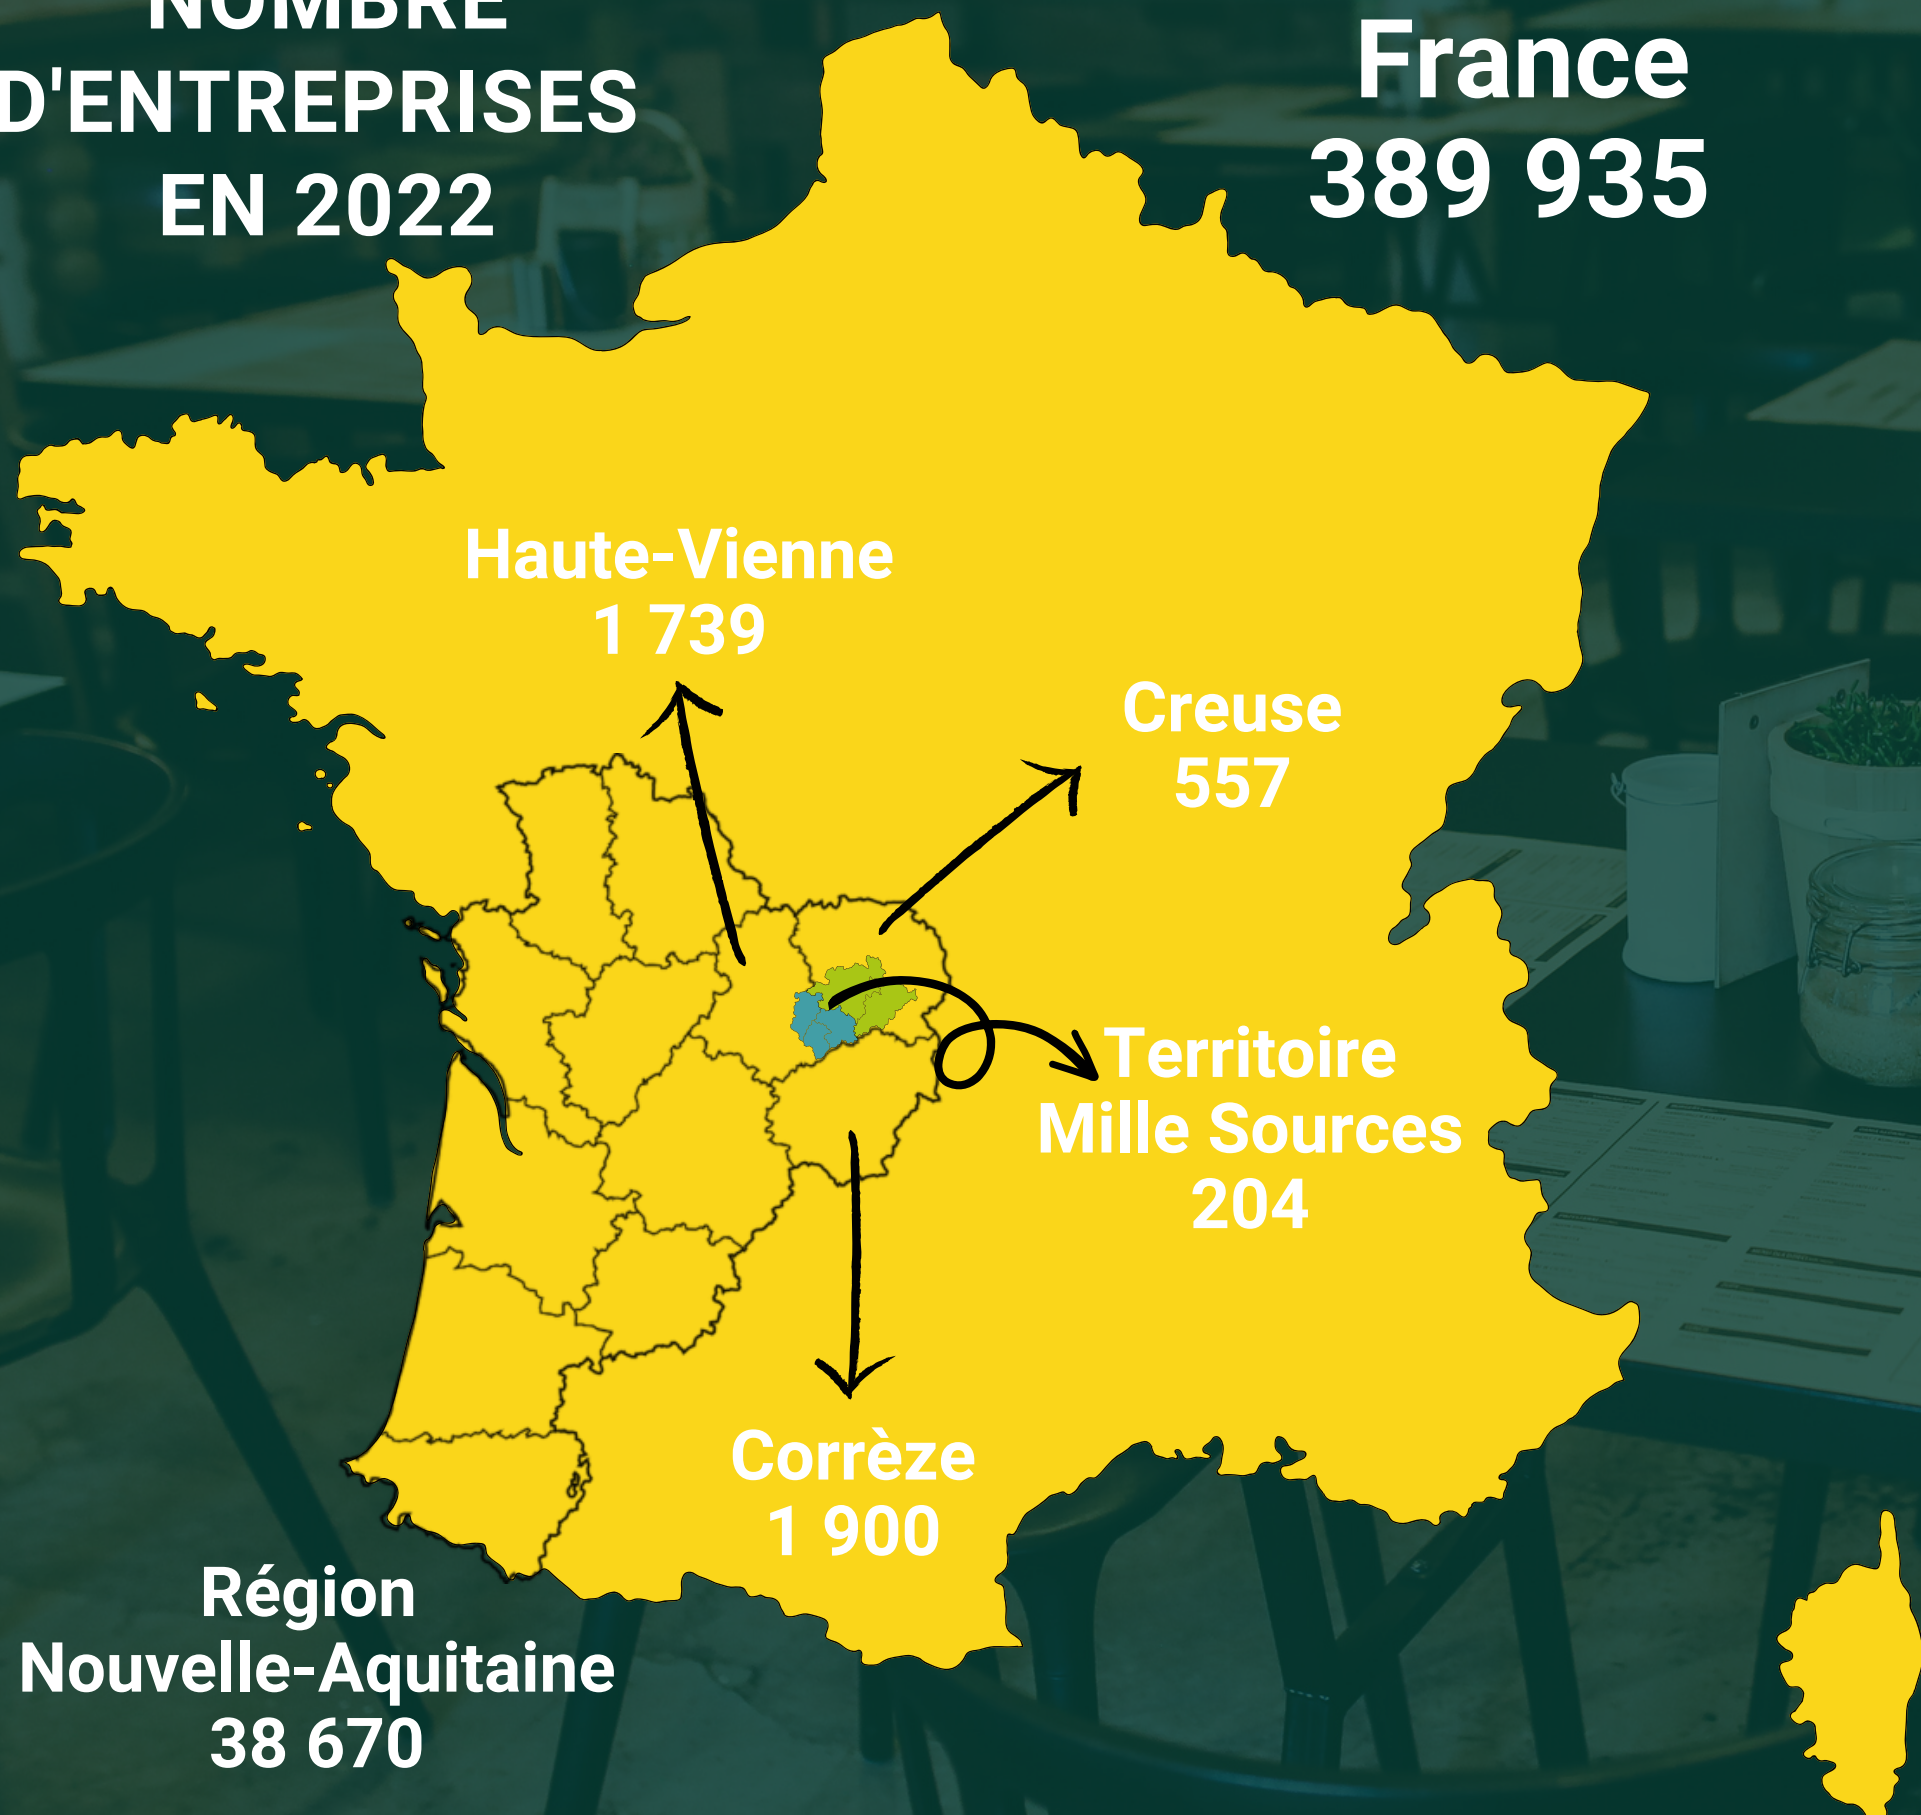 NOMBRE
D'ENTREPRISES
EN 2022
France
389 935
Haute-Vienne
1 739
Creuse
557
Territoire
Mille Sources
204
Corrèze
1 900
Région
Nouvelle-Aquitaine
38 670